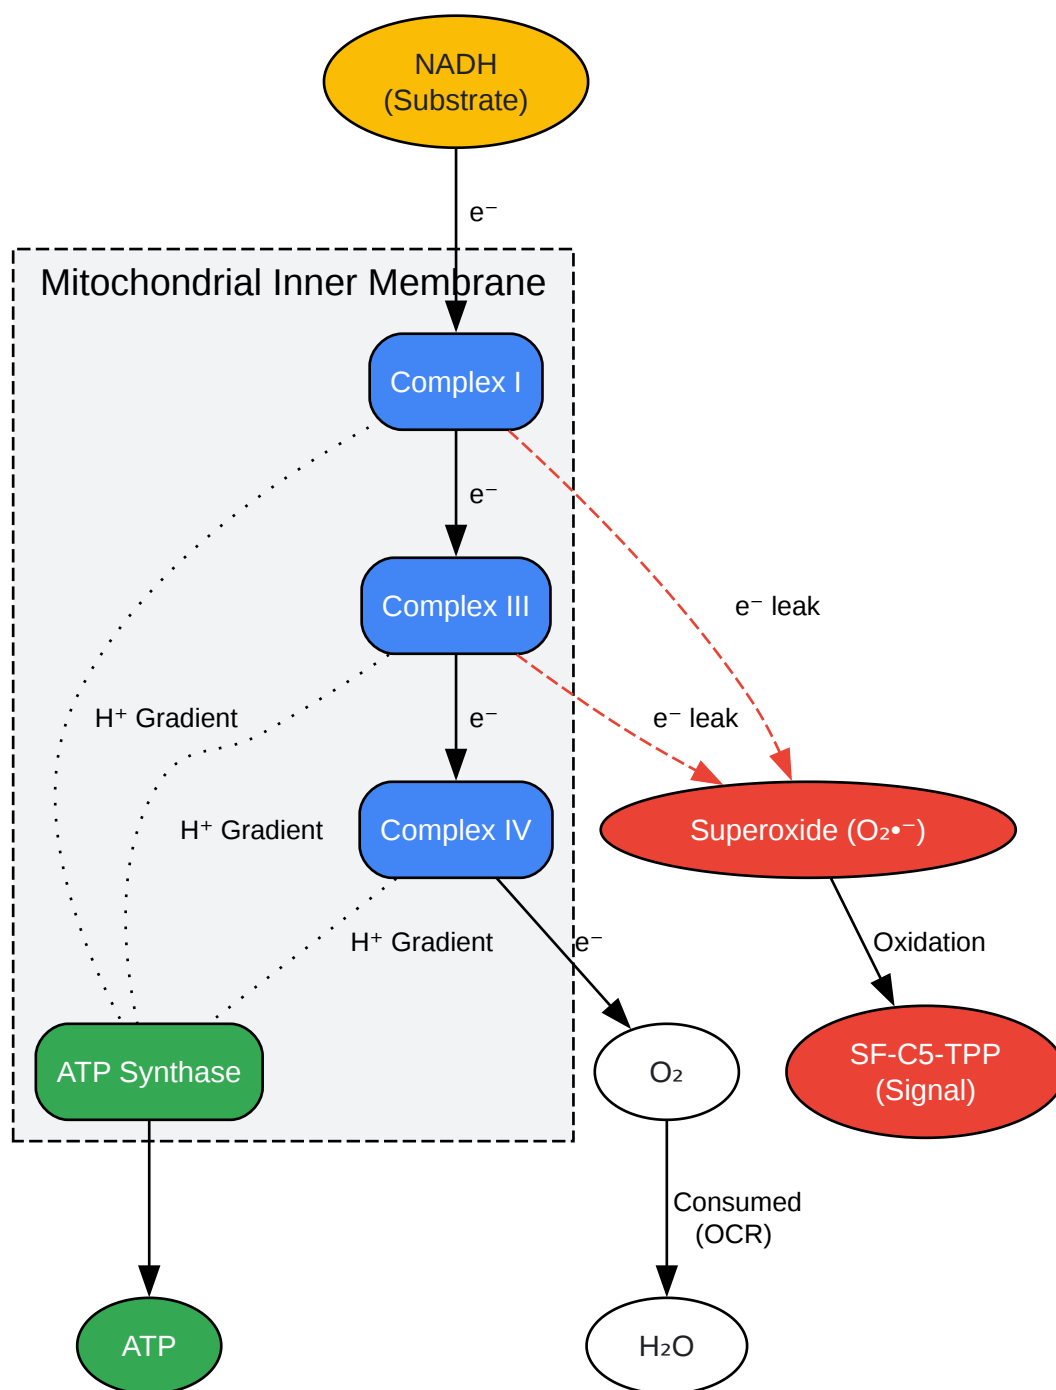 NADH
(Substrate)
e⁻
Mitochondrial Inner Membrane
Complex I
e⁻
Complex III
e⁻ leak
H⁺ Gradient
e⁻
e⁻ leak
H⁺ Gradient
Complex IV
Superoxide (O₂•⁻)
H⁺ Gradient
e⁻
Oxidation
ATP Synthase
O₂
SF-C5-TPP
(Signal)
Consumed
(OCR)
ATP
H₂O